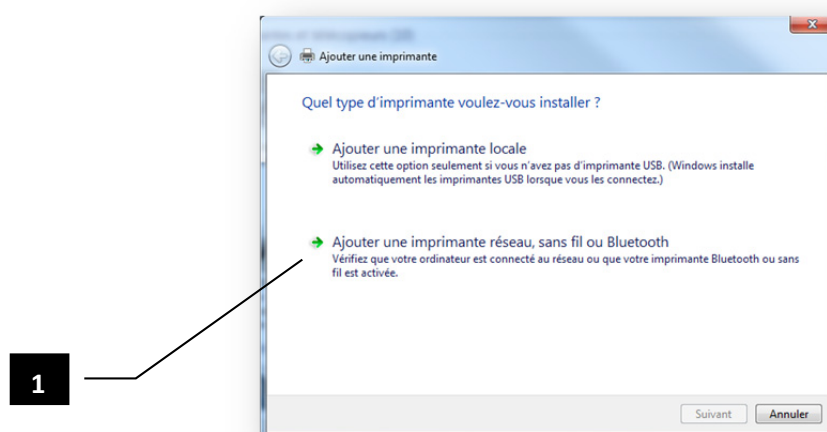 Ajouter une imprimante
Quel type d'imprimante voulez-vous installer ?
Ajouter une imprimante locale
Utilisez cette option seulement si vous n'avez pas d'imprimante USB. (Windows installe
automatiquement les imprimantes USB lorsque vous les connectez.)
Ajouter une imprimante réseau, sans fil ou Bluetooth
Vérifiez que votre ordinateur est connecté au réseau ou que votre imprimante Bluetooth ou sans
fil est activée.
1
Suivant Annuler